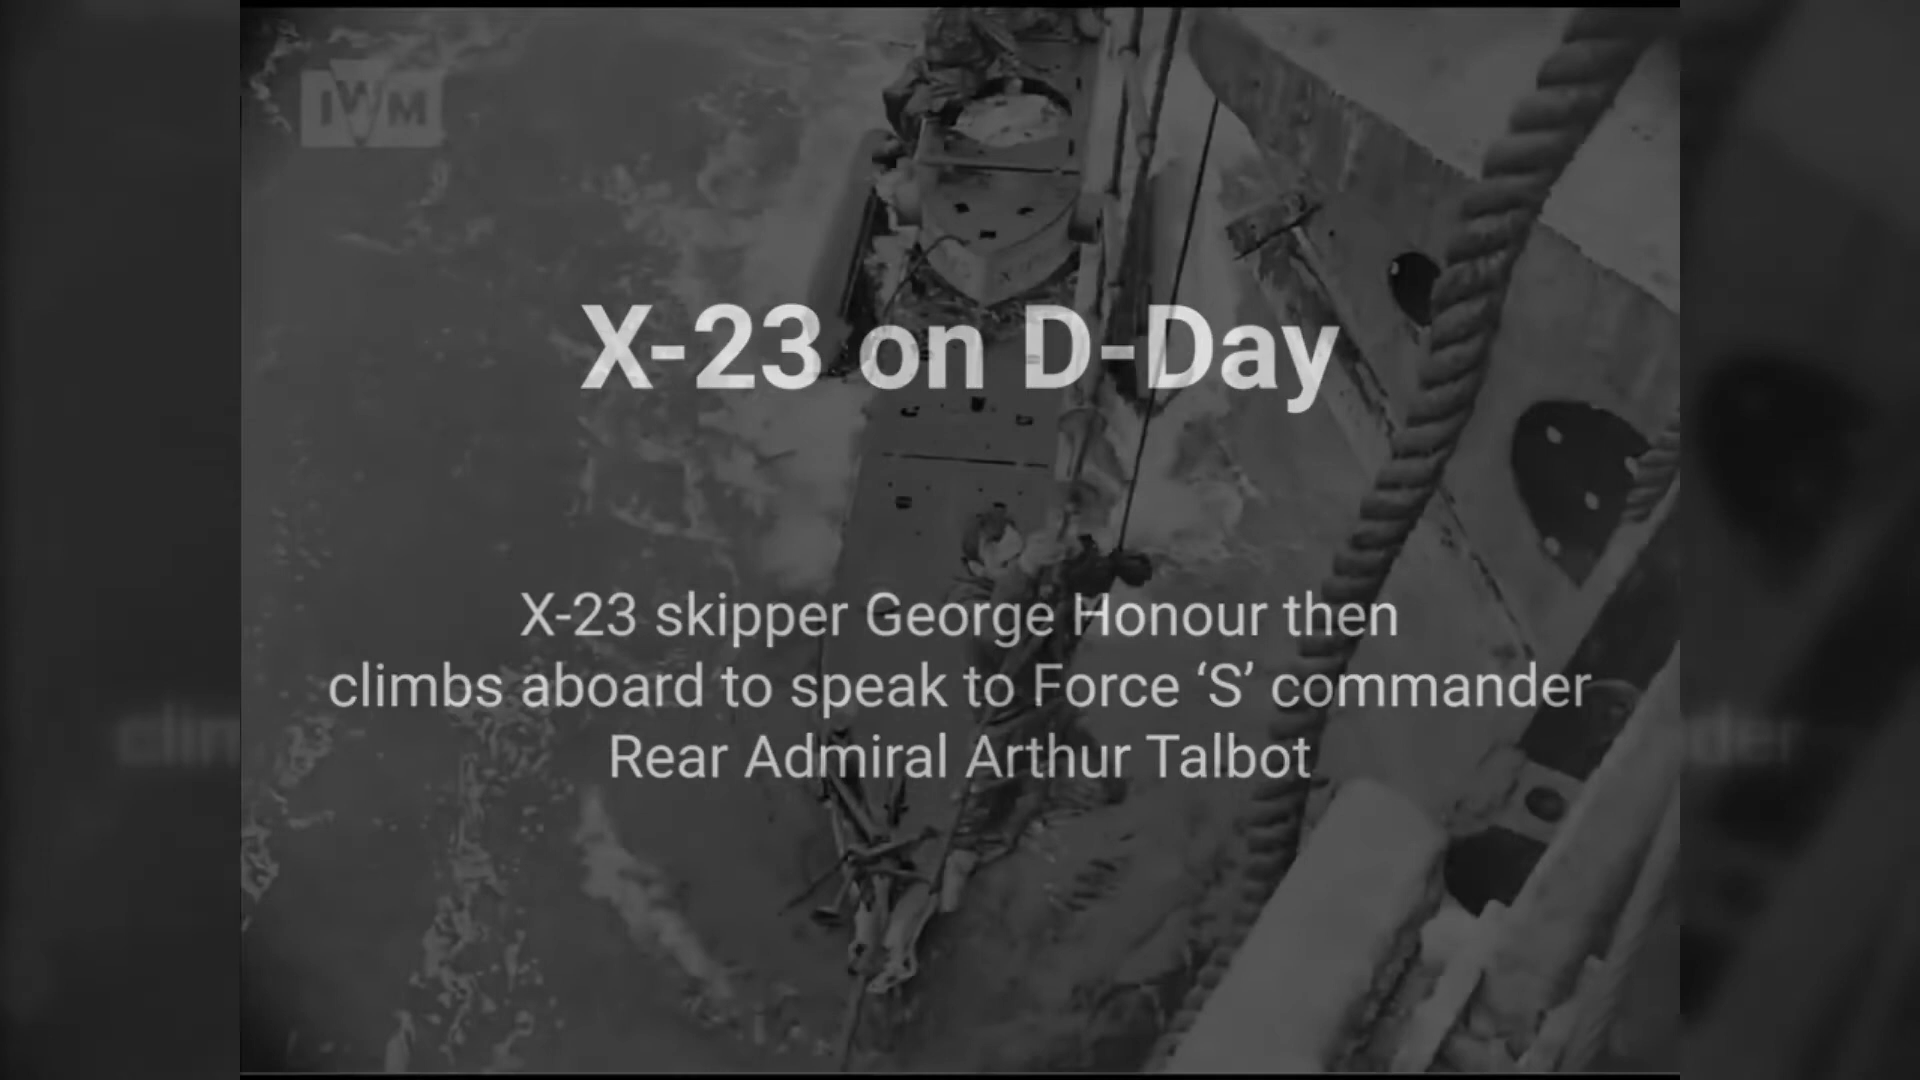 IWM
X-23 on D-Day
X-23 skipper George Honour then
climbs aboard to speak to Force ‘S’ commander
Rear Admiral Arthur Talbot